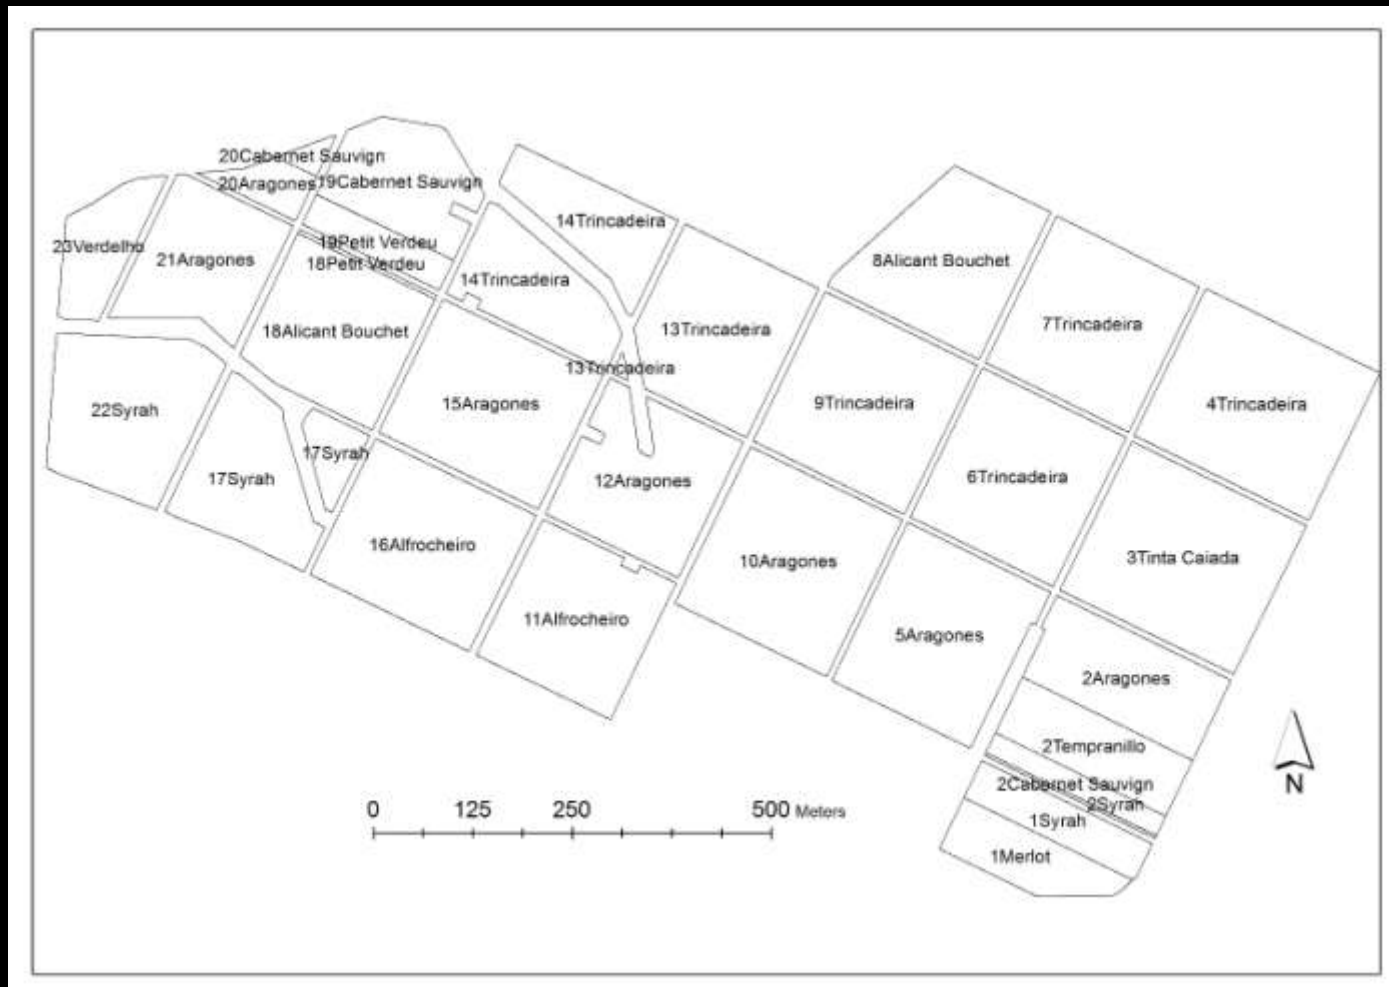 20Cabernet Sauvign
20Aragones
19Cabernet Sauvign
14Trincadeira
23Verdelho
21Aragones
19Petit Verdeu
18Petit Verdeu
14Trincadeira
8Alicant Bouchet
18Alicant Bouchet
13Trincadeira
7Trincadeira
13Trincadeira
22Syrah
15Aragones
9Trincadeira
4Trincadeira
17Syrah
17Syrah
12Aragones
6Trincadeira
16Alfrocheiro
10Aragones
3Tinta Caiada
11Alfrocheiro
5Aragones
2Aragones
2Tempranillo
2Cabernet Sauvign
2Syrah
1Syrah
1Merlot
N
0 125 250 500 Meters